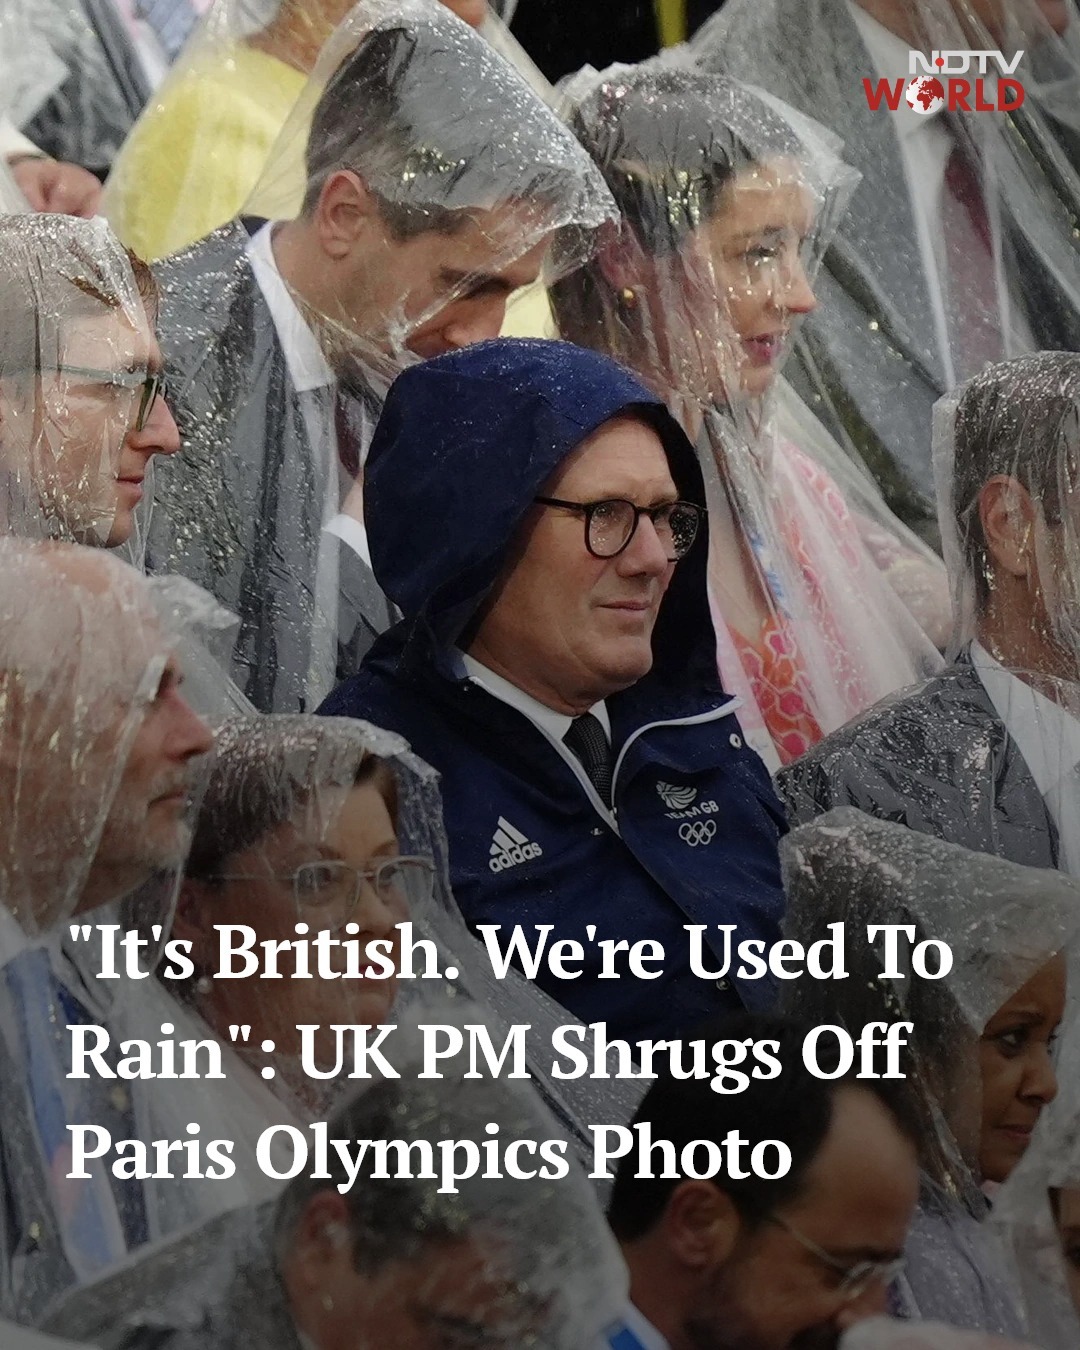 NDTV
WORLD
adidas
TEAM GB
"It's British. We're Used To
Rain": UK PM Shrugs Off
Paris Olympics Photo